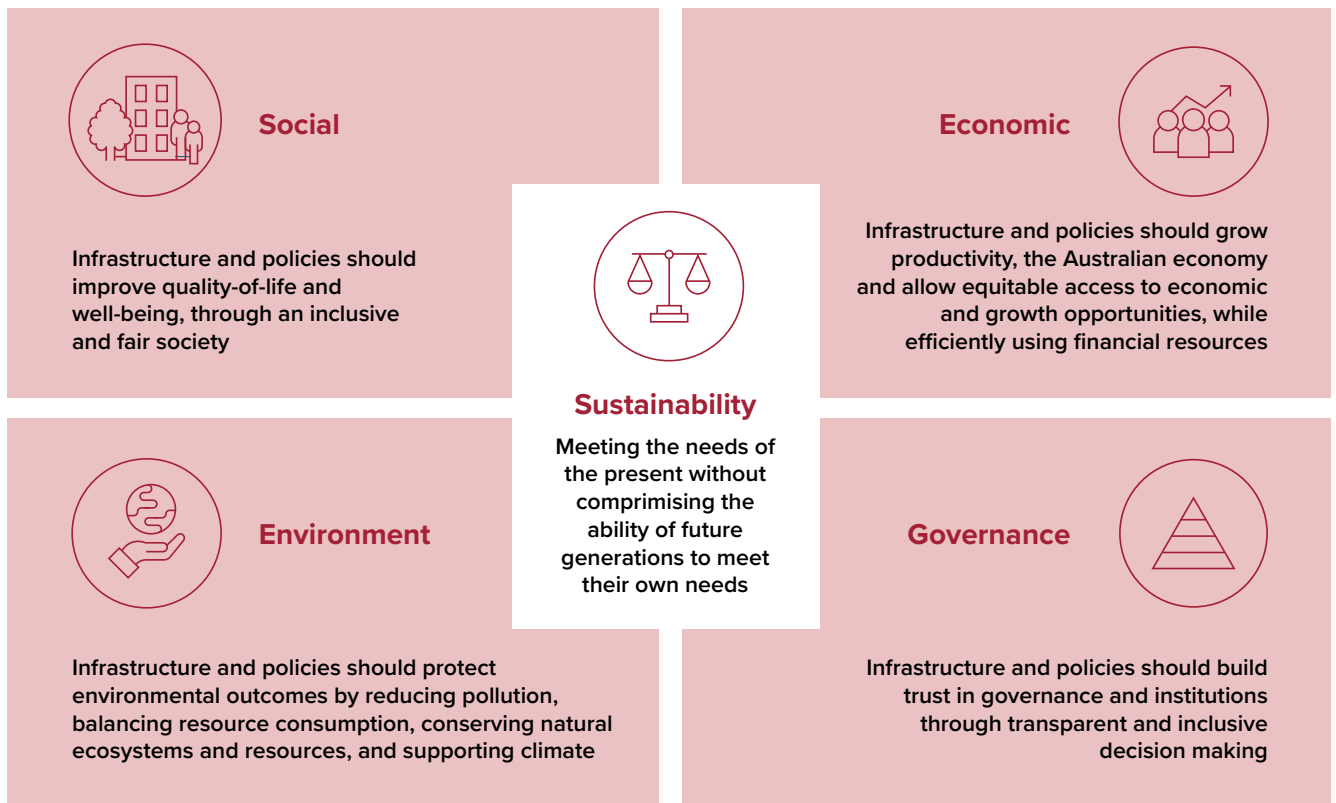 Social
Infrastructure and policies should
improve quality-of-life and
well-being, through an inclusive
and fair society
Economic
Infrastructure and policies should grow
productivity, the Australian economy
and allow equitable access to economic
and growth opportunities, while
efficiently using financial resources
Sustainability
Meeting the needs of
the present without
comprimising the
ability of future
generations to meet
their own needs
Environment
Infrastructure and policies should protect
environmental outcomes by reducing pollution,
balancing resource consumption, conserving natural
ecosystems and resources, and supporting climate
Governance
Infrastructure and policies should build
trust in governance and institutions
through transparent and inclusive
decision making